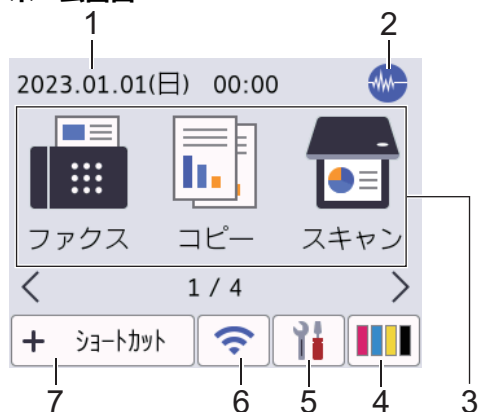 1 2
2023.01.01(日) 00:00
ファクス コピー スキャン
1 / 4
+ ショートカット
7 6 5 4 3